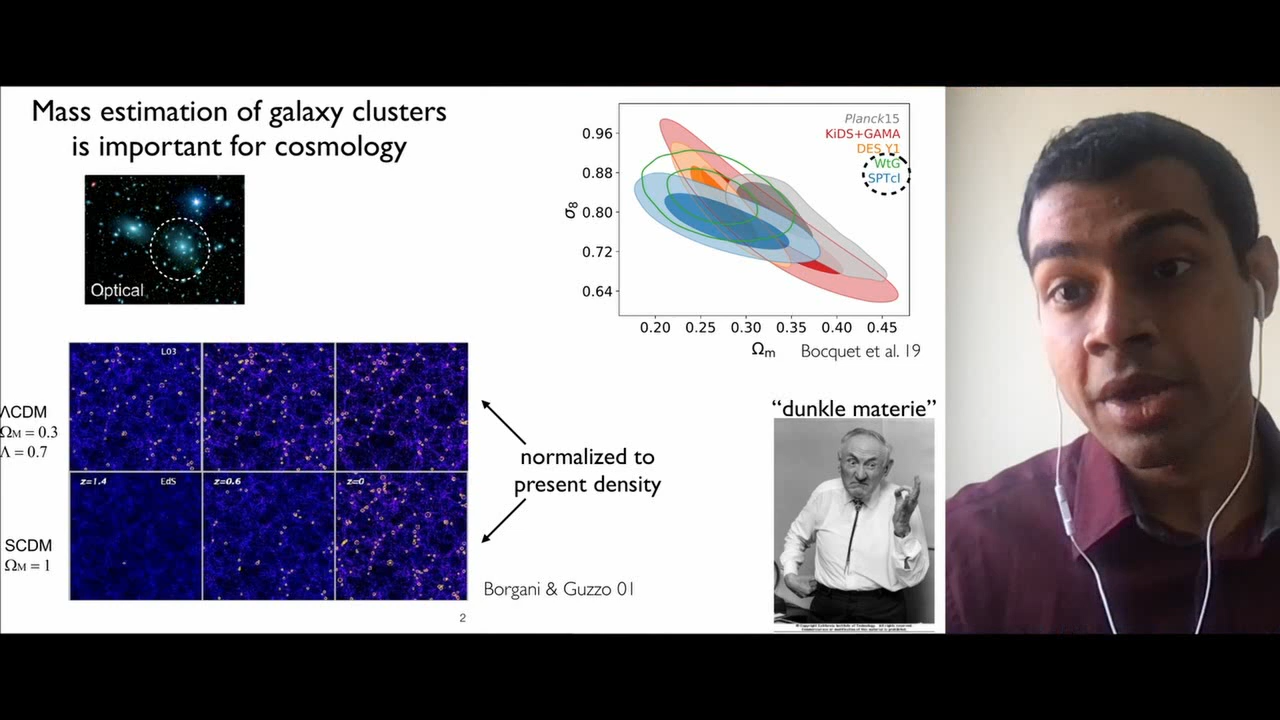 Mass estimation of galaxy clusters
is important for cosmology
Optical
0.96
0.88
0.80
0.72
0.64
σ8
Planck15
KiDS+GAMA
DES Y1
WtG
SPTcl
0.20 0.25 0.30 0.35 0.40 0.45
Ωm
Bocquet et al. 19
ΛCDM
ΩM = 0.3
Λ = 0.7
L03
z=1.4 EdS z=0.6 z=0
SCDM
ΩM = 1
normalized to
present density
Borgani & Guzzo 01
2
“dunkle materie”